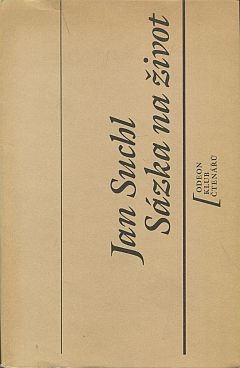 Jan Suchl
Sázka na život
ODEON
KLUB
ČTENÁŘŮ